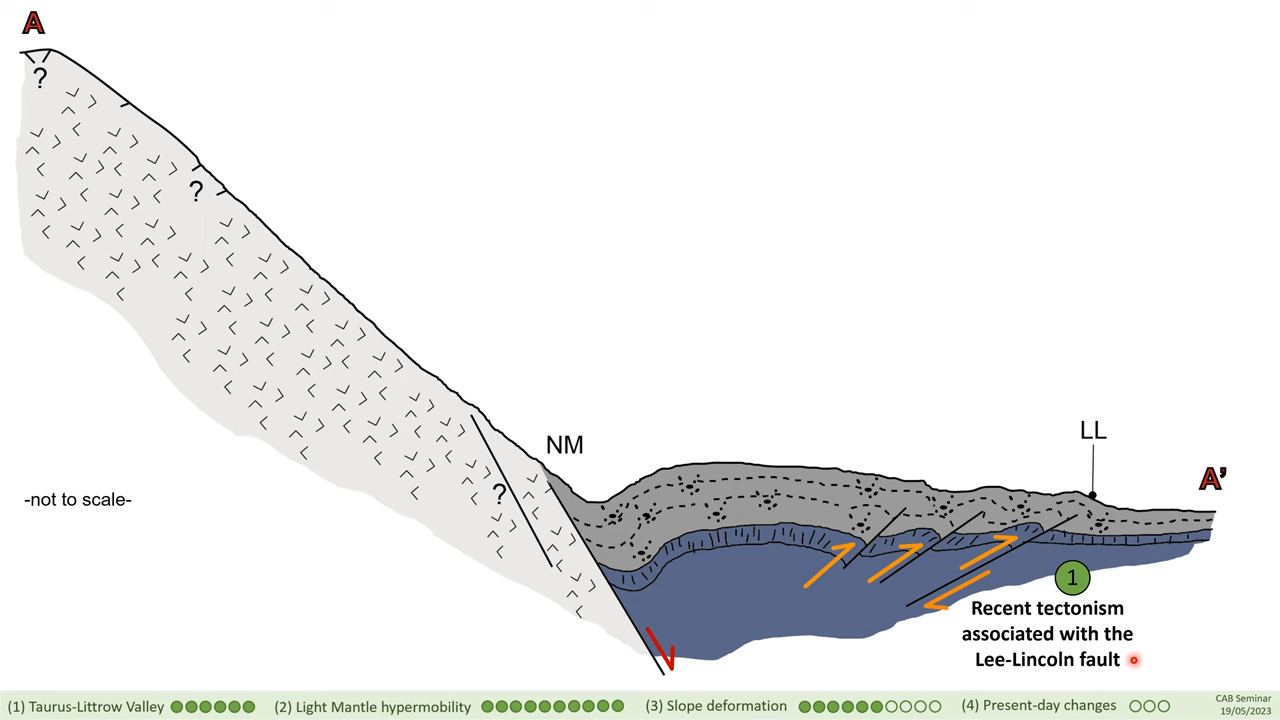 A
?
?
NM
?
-not to scale-
LL
A’
1
Recent tectonism
associated with the
Lee-Lincoln fault
(1) Taurus-Littrow Valley (2) Light Mantle hypermobility (3) Slope deformation (4) Present-day changes
CAB Seminar
19/05/2023